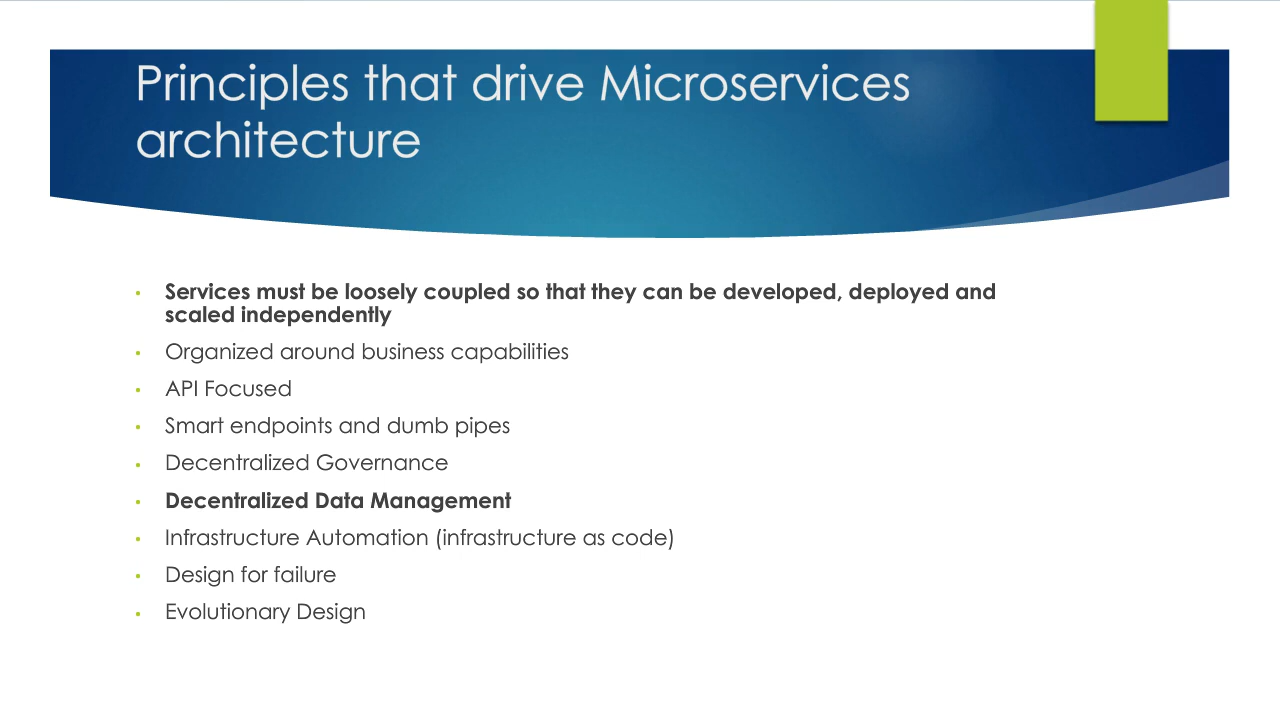 Principles that drive Microservices
architecture
Services must be loosely coupled so that they can be developed, deployed and
scaled independently
Organized around business capabilities
API Focused
Smart endpoints and dumb pipes
Decentralized Governance
Decentralized Data Management
Infrastructure Automation (infrastructure as code)
Design for failure
Evolutionary Design